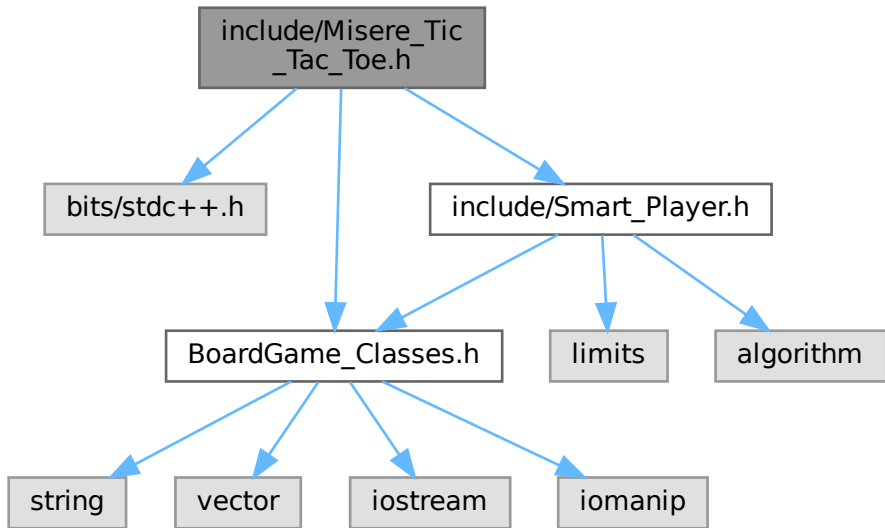 include/Misere_Tic
_Tac_Toe.h
bits/stdc++.h
include/Smart_Player.h
BoardGame_Classes.h
limits
algorithm
string
vector
iostream
iomanip